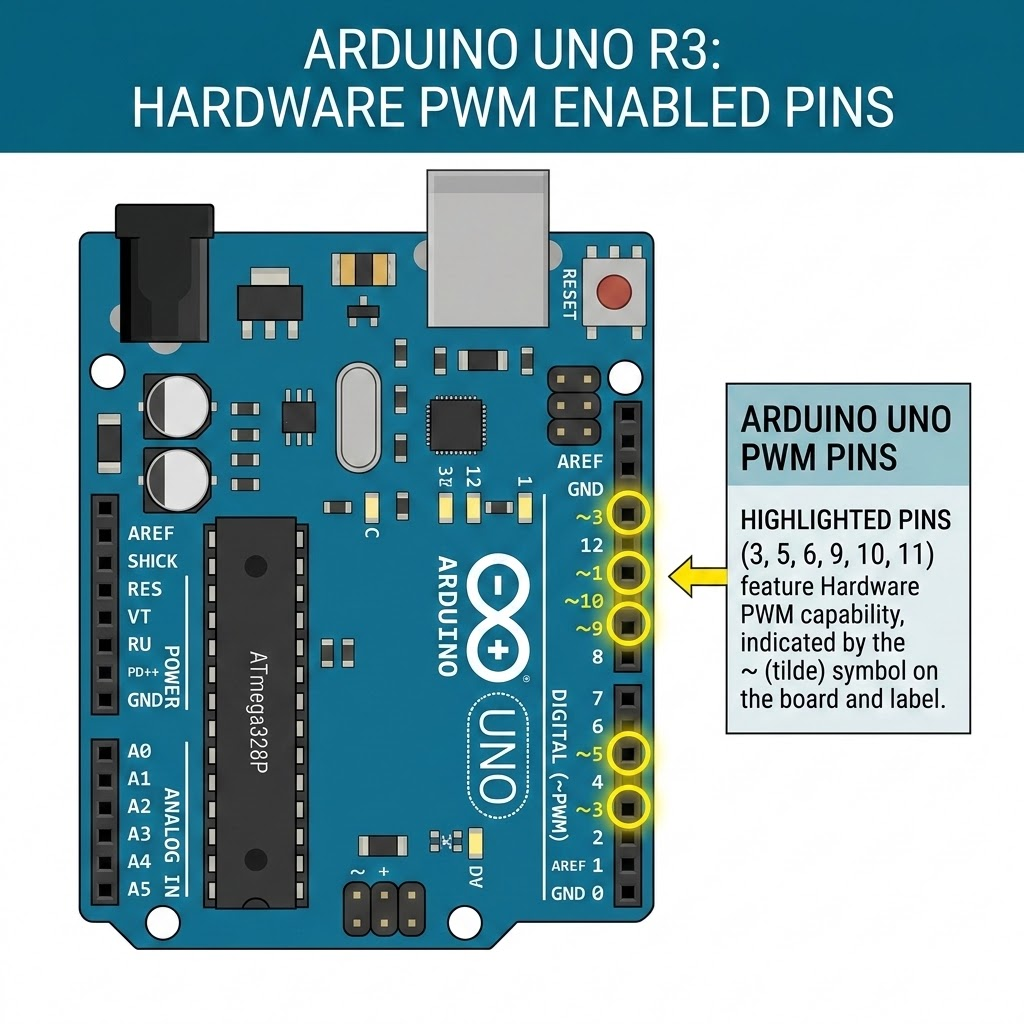 ARDUINO UNO R3:
HARDWARE PWM ENABLED PINS
RESET
AREF
GND
~3
12
~1
~10
~9
8
7
6
~5
4
~3
2
AREF 1
GND 0
DIGITAL (~PWM)
12
1
C
ARDUINO
UNO
AREF
SHICK
RES
VT
RU
PD++
GND
POWER
A0
A1
A2
A3
A4
A5
ANALOG IN
ATmega328P
~ +
ARDUINO UNO
PWM PINS
HIGHLIGHTED PINS
(3, 5, 6, 9, 10, 11)
feature Hardware
PWM capability,
indicated by the
~ (tilde) symbol on
the board and label.